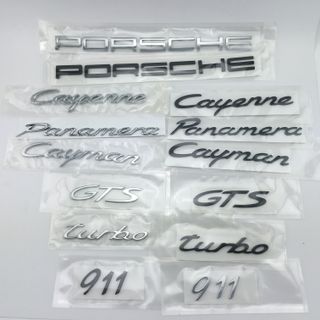 PORSCHE
PORSCHE
Cayenne Cayenne
Panamera Panamera
Cayman Cayman
GTS GTS
turbo turbo
911 911